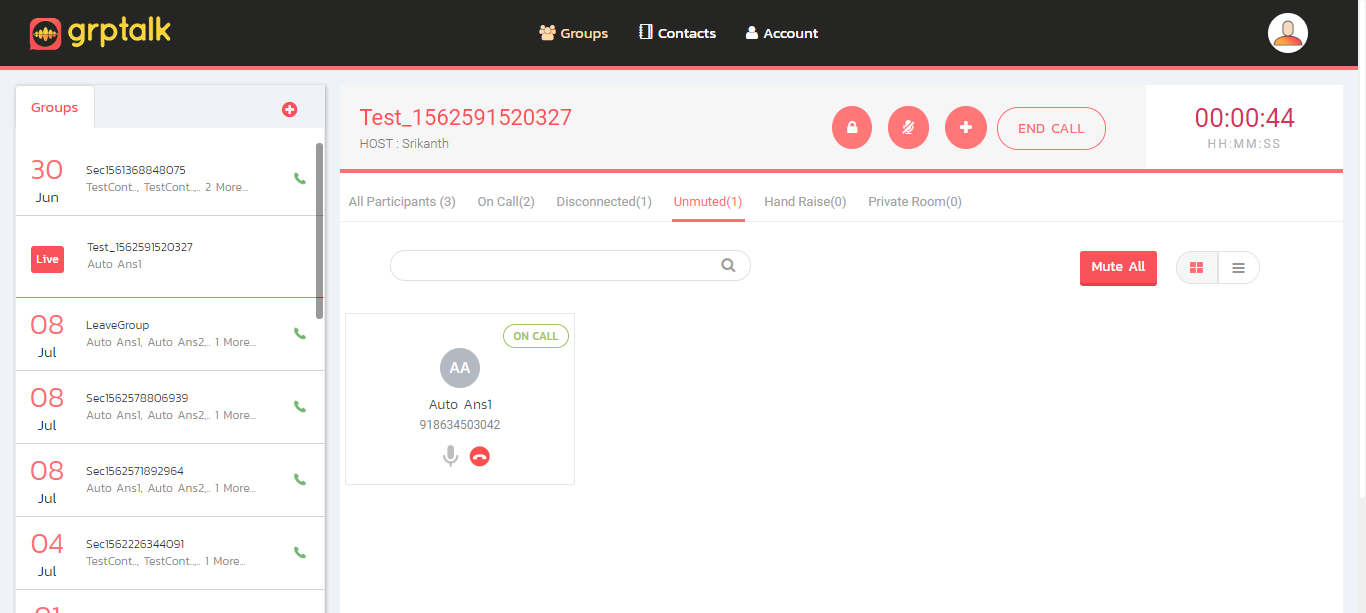 grptalk
Groups
Contacts
Account
Groups
30
Jun
Sec1561368848075
TestCont.., TestCont.,.. 2 More...
Live
Test_1562591520327
Auto Ans1
08
Jul
LeaveGroup
Auto Ans1, Auto Ans2,.. 1 More...
08
Jul
Sec1562578806939
Auto Ans1, Auto Ans2,.. 1 More...
08
Jul
Sec1562571892964
Auto Ans1, Auto Ans2,.. 1 More...
04
Jul
Sec1562226344091
TestCont.., TestCont.,.. 1 More...
Test_1562591520327
HOST : Srikanth
END CALL
00:00:44
HH:MM:SS
All Participants (3)
On Call(2)
Disconnected(1)
Unmuted(1)
Hand Raise(0)
Private Room(0)
Mute All
ON CALL
AA
Auto Ans1
918634503042